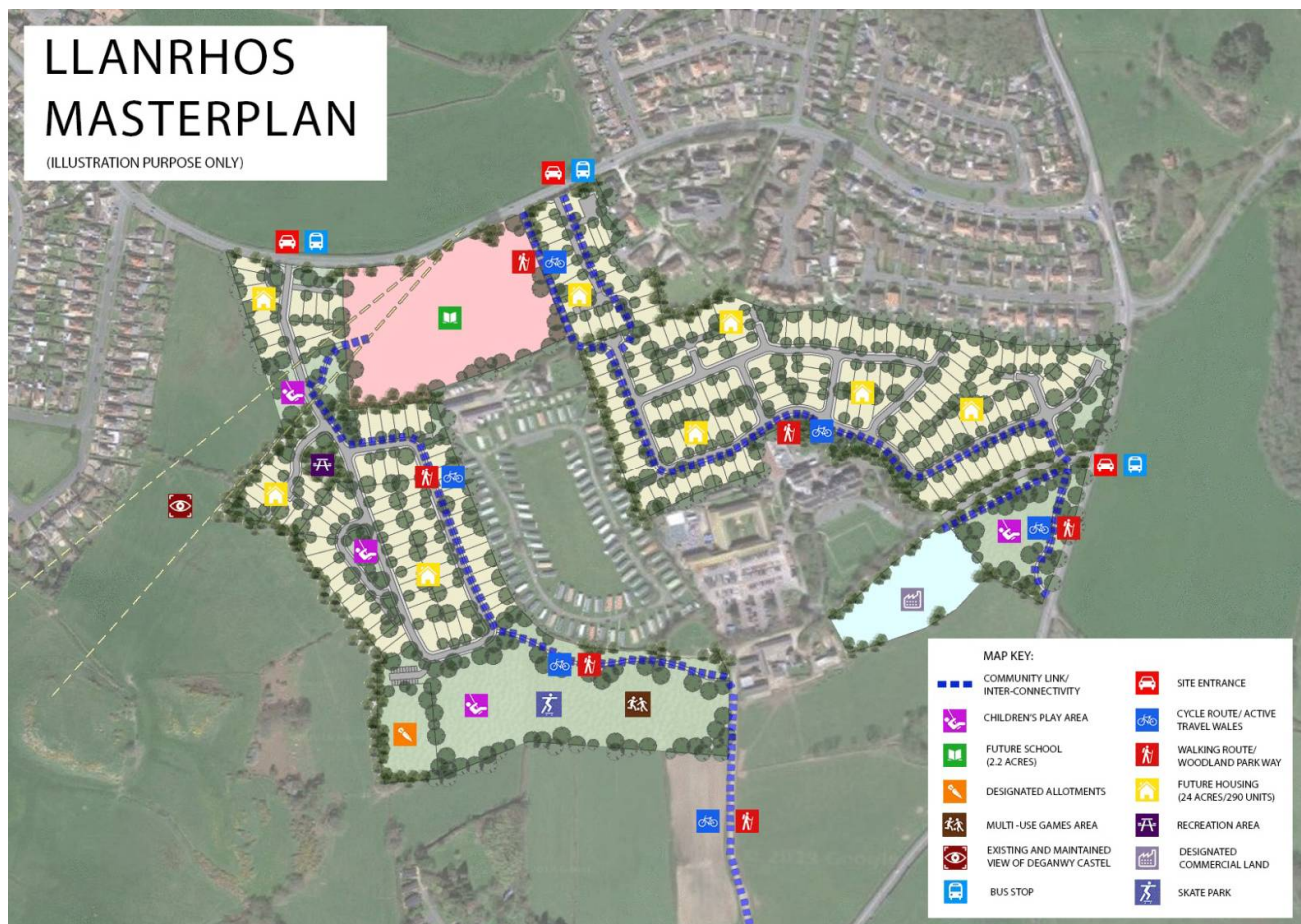 LLANRHOS
MASTERPLAN
(ILLUSTRATION PURPOSE ONLY)
MAP KEY:
COMMUNITY LINK/
INTER-CONNECTIVITY
CHILDREN'S PLAY AREA
FUTURE SCHOOL
(2.2 ACRES)
DESIGNATED ALLOTMENTS
MULTI -USE GAMES AREA
EXISTING AND MAINTAINED
VIEW OF DEGANWY CASTEL
BUS STOP
SITE ENTRANCE
CYCLE ROUTE/ ACTIVE
TRAVEL WALES
WALKING ROUTE/
WOODLAND PARK WAY
FUTURE HOUSING
(24 ACRES/290 UNITS)
RECREATION AREA
DESIGNATED
COMMERCIAL LAND
SKATE PARK